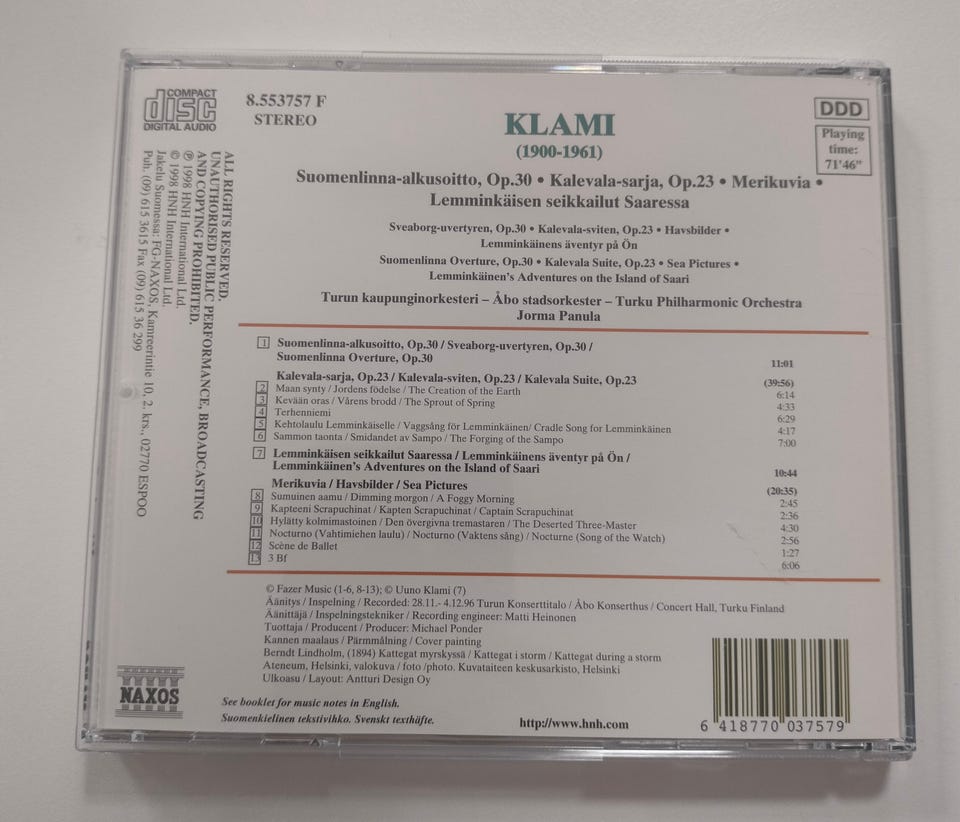 COMPACT
disc
DIGITAL AUDIO
8.553757 F
STEREO
DDD
Playing
time:
71'46"
KLAMI
(1900-1961)
Suomenlinna-alkusoitto, Op.30 • Kalevala-sarja, Op.23 • Merikuvia •
Lemminkäisen seikkailut Saaressa
Sveaborg-uvertyren, Op.30 • Kalevala-sviten, Op.23 • Havsbilder •
Lemminkäinens äventyr på Ön
Suomenlinna Overture, Op.30 • Kalevala Suite, Op.23 • Sea Pictures •
Lemminkäinen's Adventures on the Island of Saari
Turun kaupunginorkesteri – Åbo stadsorkester – Turku Philharmonic Orchestra
Jorma Panula
1 Suomenlinna-alkusoitto, Op.30 / Sveaborg-uvertyren, Op.30 /
Suomenlinna Overture, Op.30 11:01
Kalevala-sarja, Op.23 / Kalevala-sviten, Op.23 / Kalevala Suite, Op.23 (39:56)
2 Maan synty / Jordens födelse / The Creation of the Earth 6:14
3 Kevään oras / Vårens brodd / The Sprout of Spring 4:33
4 Terhenniemi 6:29
5 Kehtolaulu Lemminkäiselle / Vaggsång för Lemminkäinen/ Cradle Song for Lemminkäinen 4:17
6 Sammon taonta / Smidandet av Sampo / The Forging of the Sampo 7:00
7 Lemminkäisen seikkailut Saaressa / Lemminkäinens äventyr på Ön /
Lemminkäinen's Adventures on the Island of Saari 10:44
Merikuvia / Havsbilder / Sea Pictures (20:35)
8 Sumuinen aamu / Dimming morgon / A Foggy Morning 2:45
9 Kapteeni Scrapuchinat / Kapten Scrapuchinat / Captain Scrapuchinat 2:36
10 Hylätty kolmimastoinen / Den övergivna tremastaren / The Deserted Three-Master 4:30
11 Nocturno (Vahtimiehen laulu) / Nocturno (Vaktens sång) / Nocturne (Song of the Watch) 2:56
12 Scène de Ballet 1:27
13 3 Bf 6:06
© Fazer Music (1-6, 8-13); © Uuno Klami (7)
Äänitys / Inspelning / Recorded: 28.11.- 4.12.96 Turun Konserttitalo / Åbo Konserthus / Concert Hall, Turku Finland
Äänittäjä / Inspelningstekniker / Recording engineer: Matti Heinonen
Tuottaja / Producent / Producer: Michael Ponder
Kannen maalaus / Pärmmålning / Cover painting
Berndt Lindholm, (1894) Kattegat myrskyssä / Kattegat i storm / Kattegat during a storm
Ateneum, Helsinki, valokuva / foto /photo. Kuvataiteen keskusarkisto, Helsinki
Ulkoasu / Layout: Antturi Design Oy
See booklet for music notes in English.
Suomenkielinen tekstivihko. Svenskt texthäfte.
http://www.hnh.com
6 418770 037579
NAXOS
ALL RIGHTS RESERVED.
UNAUTHORISED PUBLIC PERFORMANCE, BROADCASTING
AND COPYING PROHIBITED.
℗ 1998 HNH International Ltd.
© 1998 HNH International Ltd.
Jakelu Suomessa: FG-NAXOS, Kamreerintie 10, 2. krs., 02770 ESPOO
Puh. (09) 615 3615 Fax (09) 615 36 299